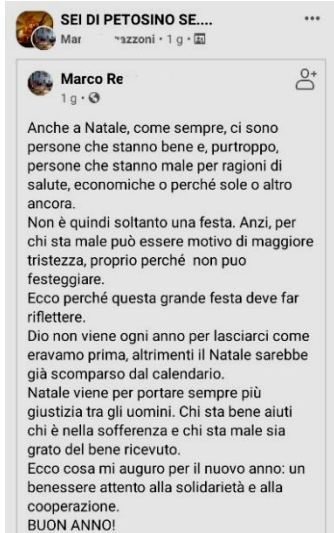 SEI DI PETOSINO SE....
Mar azzoni • 1 g •
Marco Re
1 g •
Anche a Natale, come sempre, ci sono
persone che stanno bene e, purtroppo,
persone che stanno male per ragioni di
salute, economiche o perché sole o altro
ancora.
Non è quindi soltanto una festa. Anzi, per
chi sta male può essere motivo di maggiore
tristezza, proprio perché non puo
festeggiare.
Ecco perché questa grande festa deve far
riflettere.
Dio non viene ogni anno per lasciarci come
eravamo prima, altrimenti il Natale sarebbe
già scomparso dal calendario.
Natale viene per portare sempre più
giustizia tra gli uomini. Chi sta bene aiuti
chi è nella sofferenza e chi sta male sia
grato del bene ricevuto.
Ecco cosa mi auguro per il nuovo anno: un
benessere attento alla solidarietà e alla
cooperazione.
BUON ANNO!